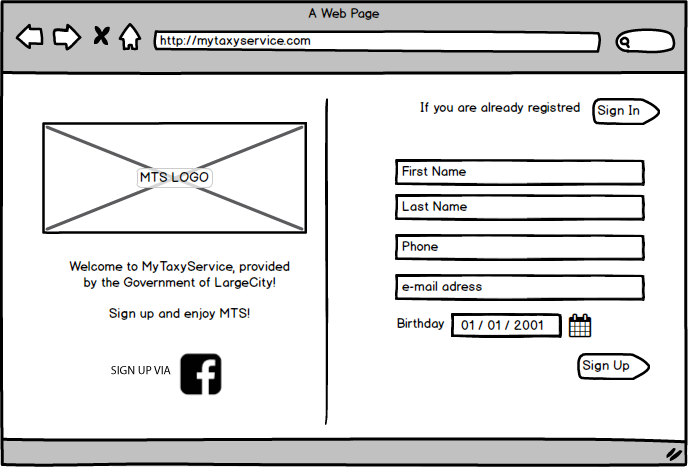 A Web Page
http://mytaxyservice.com
If you are already registred
Sign In
MTS LOGO
Welcome to MyTaxyService, provided
by the Government of LargeCity!
Sign up and enjoy MTS!
SIGN UP VIA
First Name
Last Name
Phone
e-mail adress
Birthday
01 / 01 / 2001
Sign Up